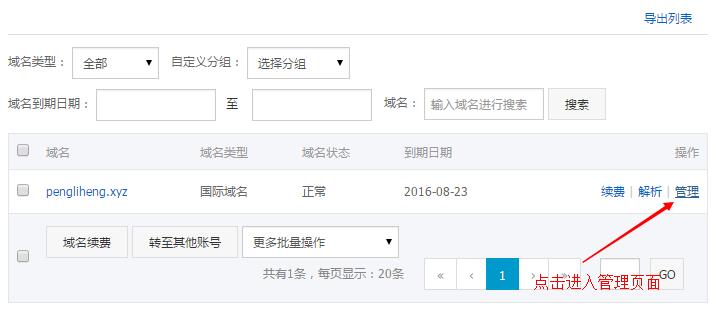 导出列表
域名类型： 全部 自定义分组： 选择分组
域名到期日期： 至 域名： 输入域名进行搜索 搜索
域名 域名类型 域名状态 到期日期 操作
pengliheng.xyz 国际域名 正常 2016-08-23 续费 | 解析 | 管理
域名续费 转至其他账号 更多批量操作
共有1条，每页显示：20条 « ‹ 1 › » GO
点击进入管理页面